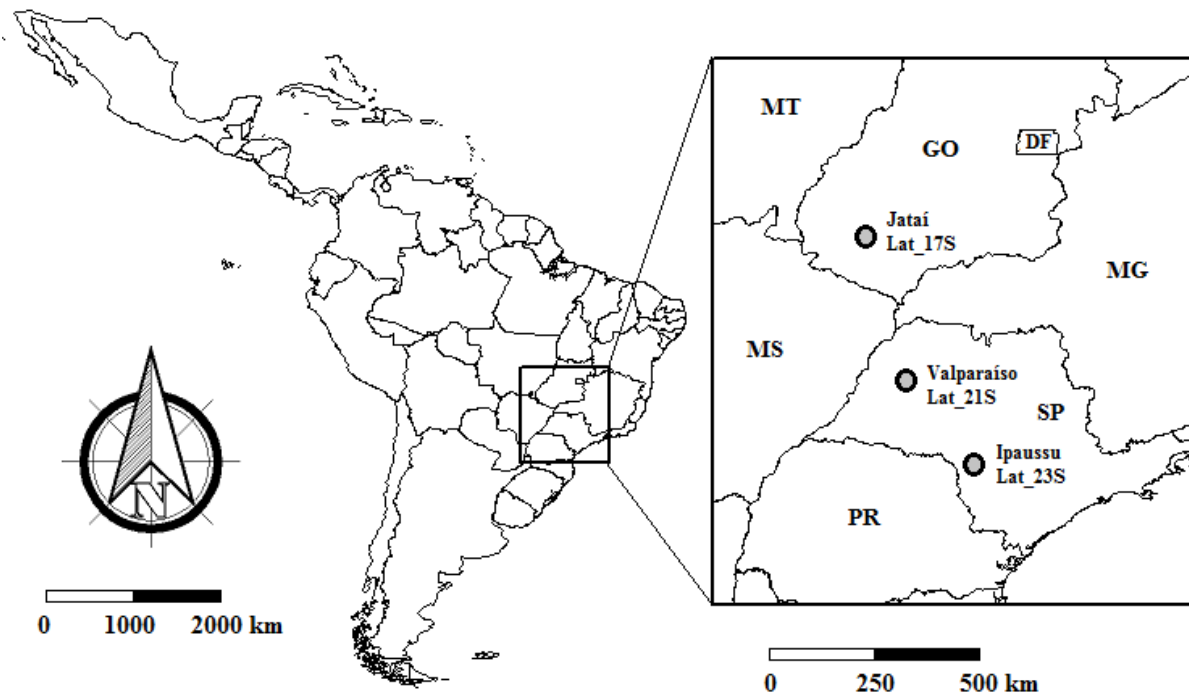 MT
GO
DF
Jataí
Lat_17S
MG
MS
Valparaíso
Lat_21S
SP
Ipaussu
Lat_23S
PR
N
0 1000 2000 km
0 250 500 km